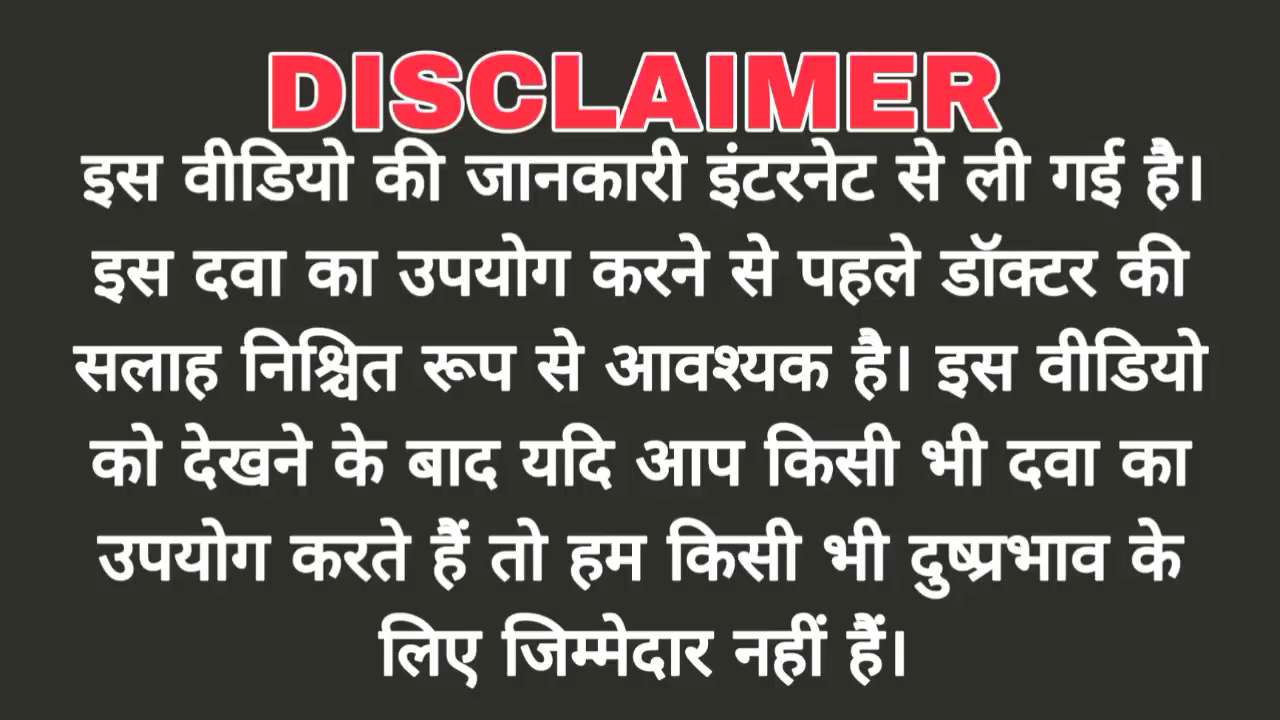 DISCLAIMER
इस वीडियो की जानकारी इंटरनेट से ली गई है।
इस दवा का उपयोग करने से पहले डॉक्टर की
सलाह निश्चित रूप से आवश्यक है। इस वीडियो
को देखने के बाद यदि आप किसी भी दवा का
उपयोग करते हैं तो हम किसी भी दुष्प्रभाव के
लिए जिम्मेदार नहीं हैं।